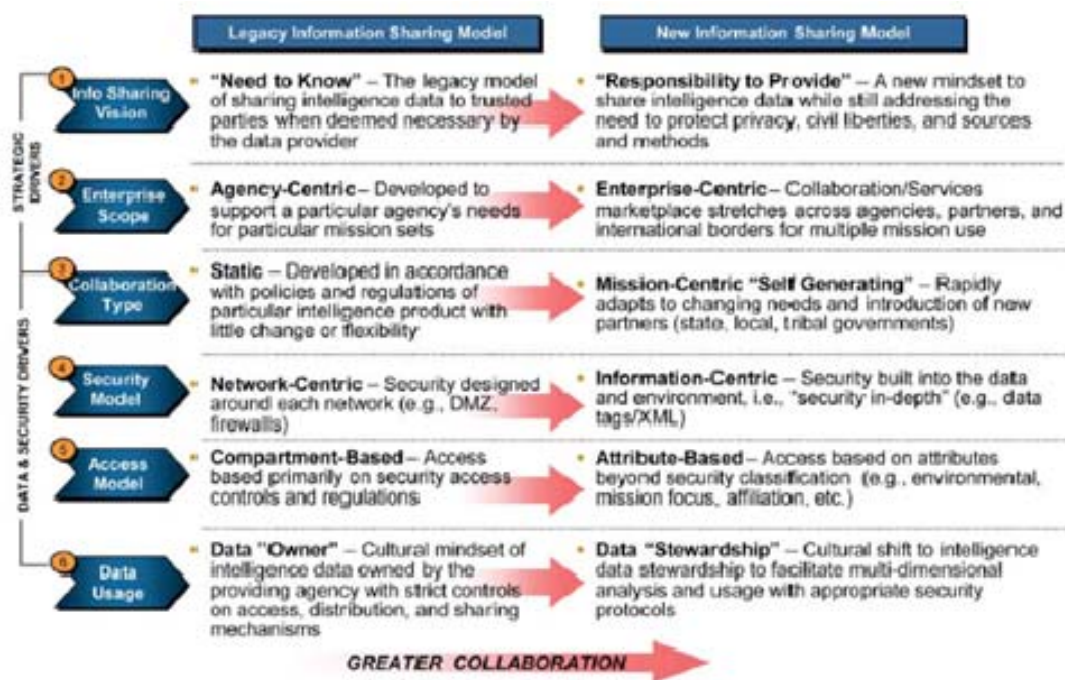 Legacy Information Sharing Model
New Information Sharing Model
STRATEGIC
DRIVERS
DATA & SECURITY DRIVERS
1
Info Sharing
Vision
• "Need to Know" – The legacy model
of sharing intelligence data to trusted
parties when deemed necessary by
the data provider
• "Responsibility to Provide" – A new mindset to
share intelligence data while still addressing the
need to protect privacy, civil liberties, and sources
and methods
2
Enterprise
Scope
• Agency-Centric – Developed to
support a particular agency's needs
for particular mission sets
• Enterprise-Centric – Collaboration/Services
marketplace stretches across agencies, partners, and
international borders for multiple mission use
3
Collaboration
Type
• Static – Developed in accordance
with policies and regulations of
particular intelligence product with
little change or flexibility
• Mission-Centric "Self Generating" – Rapidly
adapts to changing needs and introduction of new
partners (state, local, tribal governments)
4
Security
Model
• Network-Centric – Security designed
around each network (e.g., DMZ,
firewalls)
• Information-Centric – Security built into the data
and environment, i.e., "security in-depth" (e.g., data
tags/XML)
5
Access
Model
• Compartment-Based – Access
based primarily on security access
controls and regulations
• Attribute-Based – Access based on attributes
beyond security classification (e.g., environmental,
mission focus, affiliation, etc.)
6
Data
Usage
• Data "Owner" – Cultural mindset of
intelligence data owned by the
providing agency with strict controls
on access, distribution, and sharing
mechanisms
• Data "Stewardship" – Cultural shift to intelligence
data stewardship to facilitate multi-dimensional
analysis and usage with appropriate security
protocols
GREATER COLLABORATION